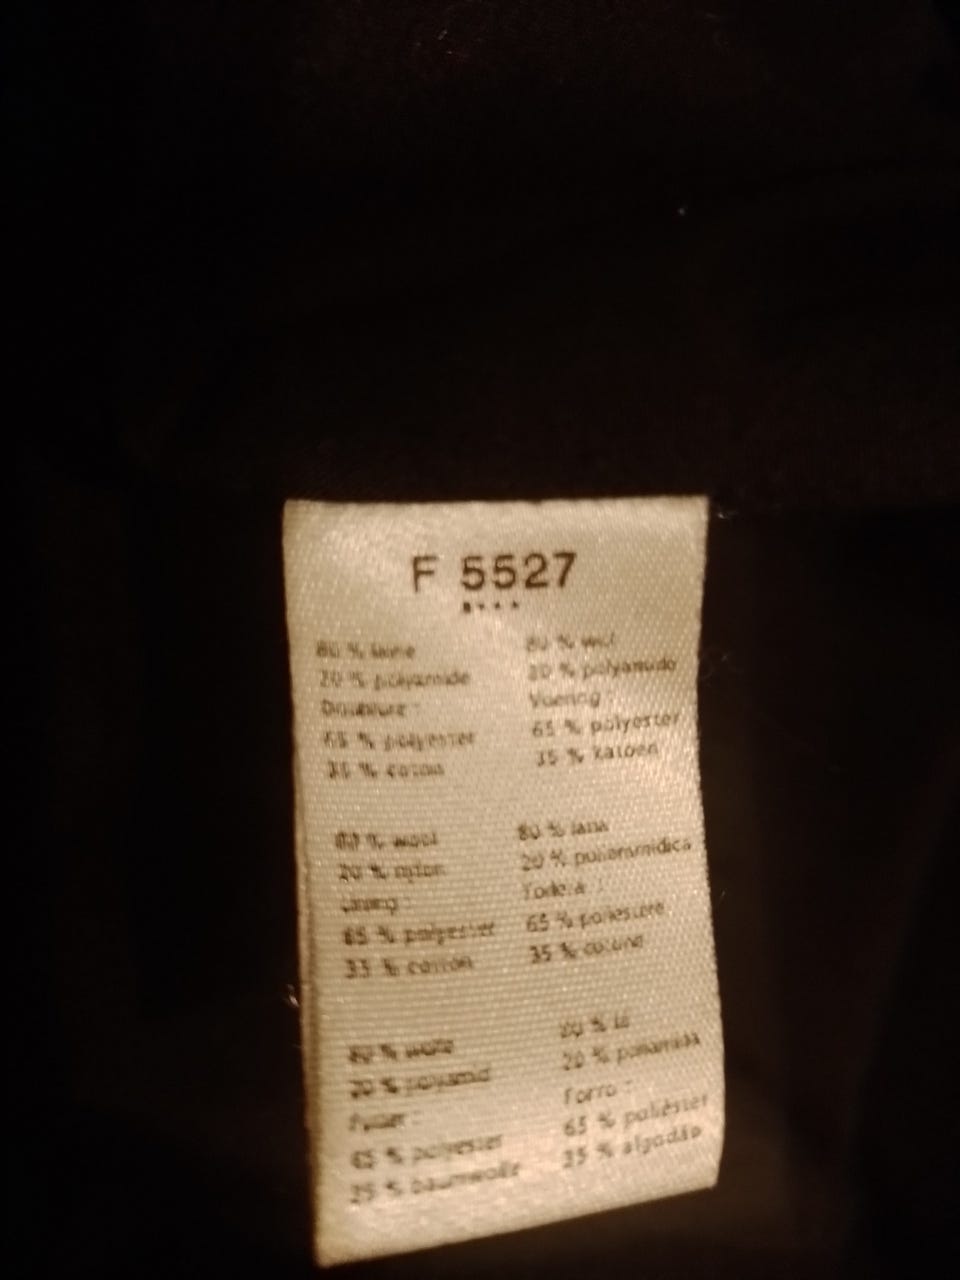 F 5527
80 % laine
20 % polyamide
Doublure :
65 % polyester
35 % coton
80 % wool
20 % nylon
Lining :
65 % polyester
35 % cotton
80 % wolle
20 % polyamid
Futter :
65 % polyester
35 % baumwolle
80 % wol
20 % polyamide
Voering :
65 % polyester
35 % katoen
80 % lana
20 % poliammidica
Fodera :
65 % poliestere
35 % cotone
80 % lã
20 % poliamida
Forro :
65 % poliéster
35 % algodão